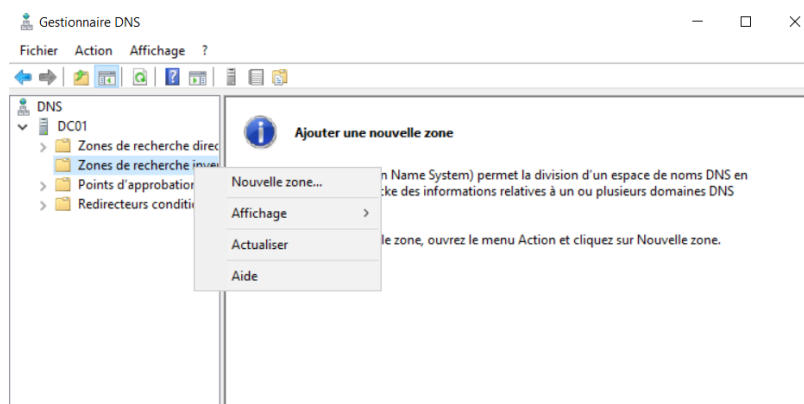 Gestionnaire DNS
Fichier Action Affichage ?
DNS
DC01
Zones de recherche direc
Zones de recherche inver
Points d'approbation
Redirecteurs conditi
Ajouter une nouvelle zone
n Name System) permet la division d'un espace de noms DNS en
cke des informations relatives à un ou plusieurs domaines DNS
le zone, ouvrez le menu Action et cliquez sur Nouvelle zone.
Nouvelle zone...
Affichage
Actualiser
Aide